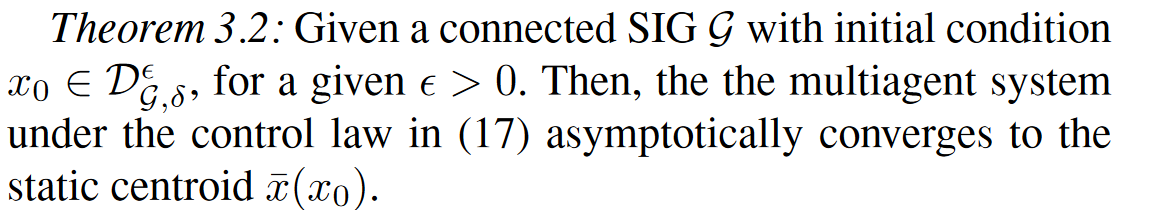 Theorem 3.2: Given a connected SIG 𝒢 with initial condition
x₀ ∈ 𝒟^ϵ_{𝒢,δ}, for a given ϵ > 0. Then, the the multiagent system
under the control law in (17) asymptotically converges to the
static centroid x̄(x₀).